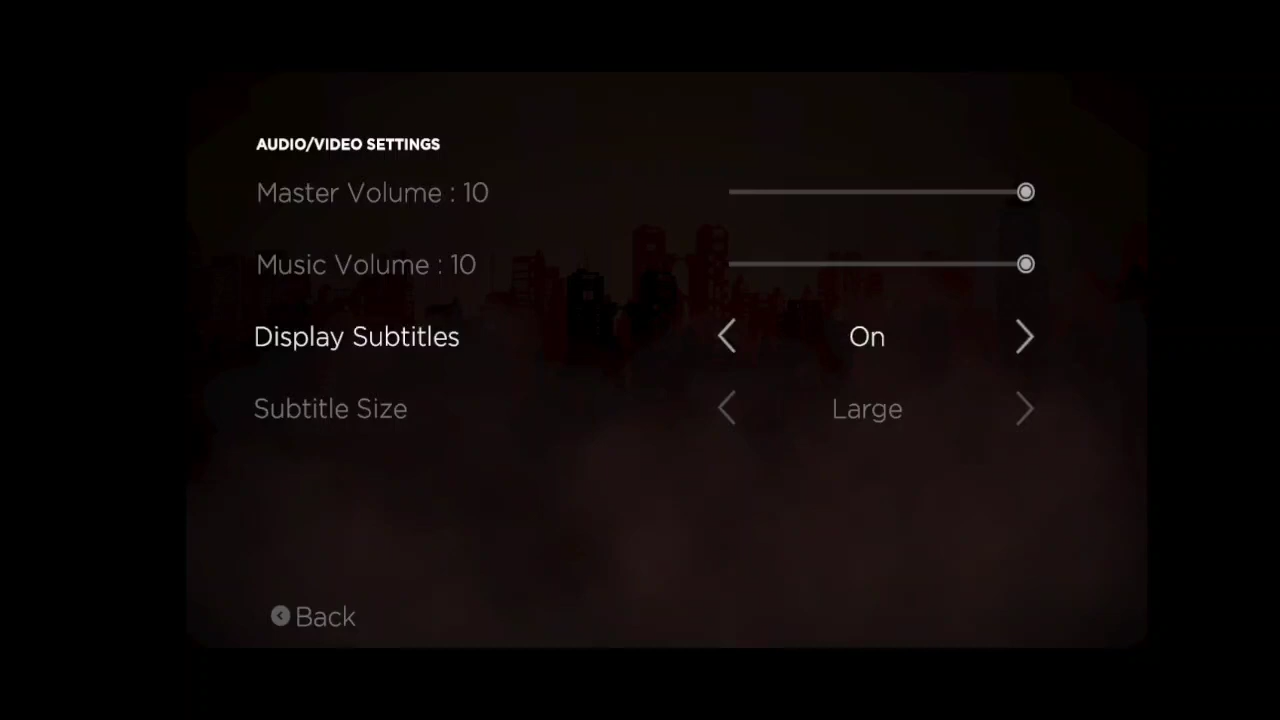 AUDIO/VIDEO SETTINGS
Master Volume : 10
Music Volume : 10
Display Subtitles On
Subtitle Size Large
Back